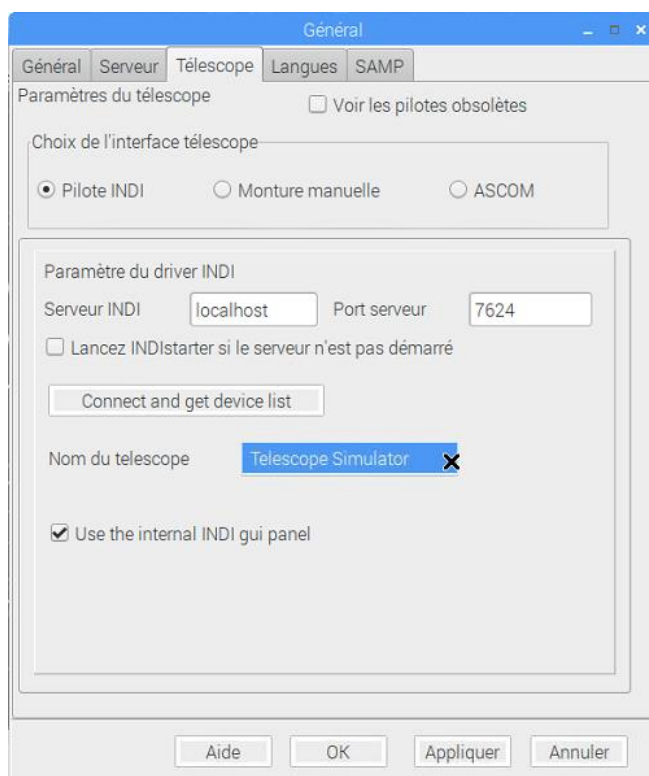 Général
Général Serveur Télescope Langues SAMP
Paramètres du télescope Voir les pilotes obsolètes
Choix de l'interface télescope
Pilote INDI Monture manuelle ASCOM
Paramètre du driver INDI
Serveur INDI localhost Port serveur 7624
Lancez INDIstarter si le serveur n'est pas démarré
Connect and get device list
Nom du telescope Telescope Simulator
Use the internal INDI gui panel
Aide OK Appliquer Annuler